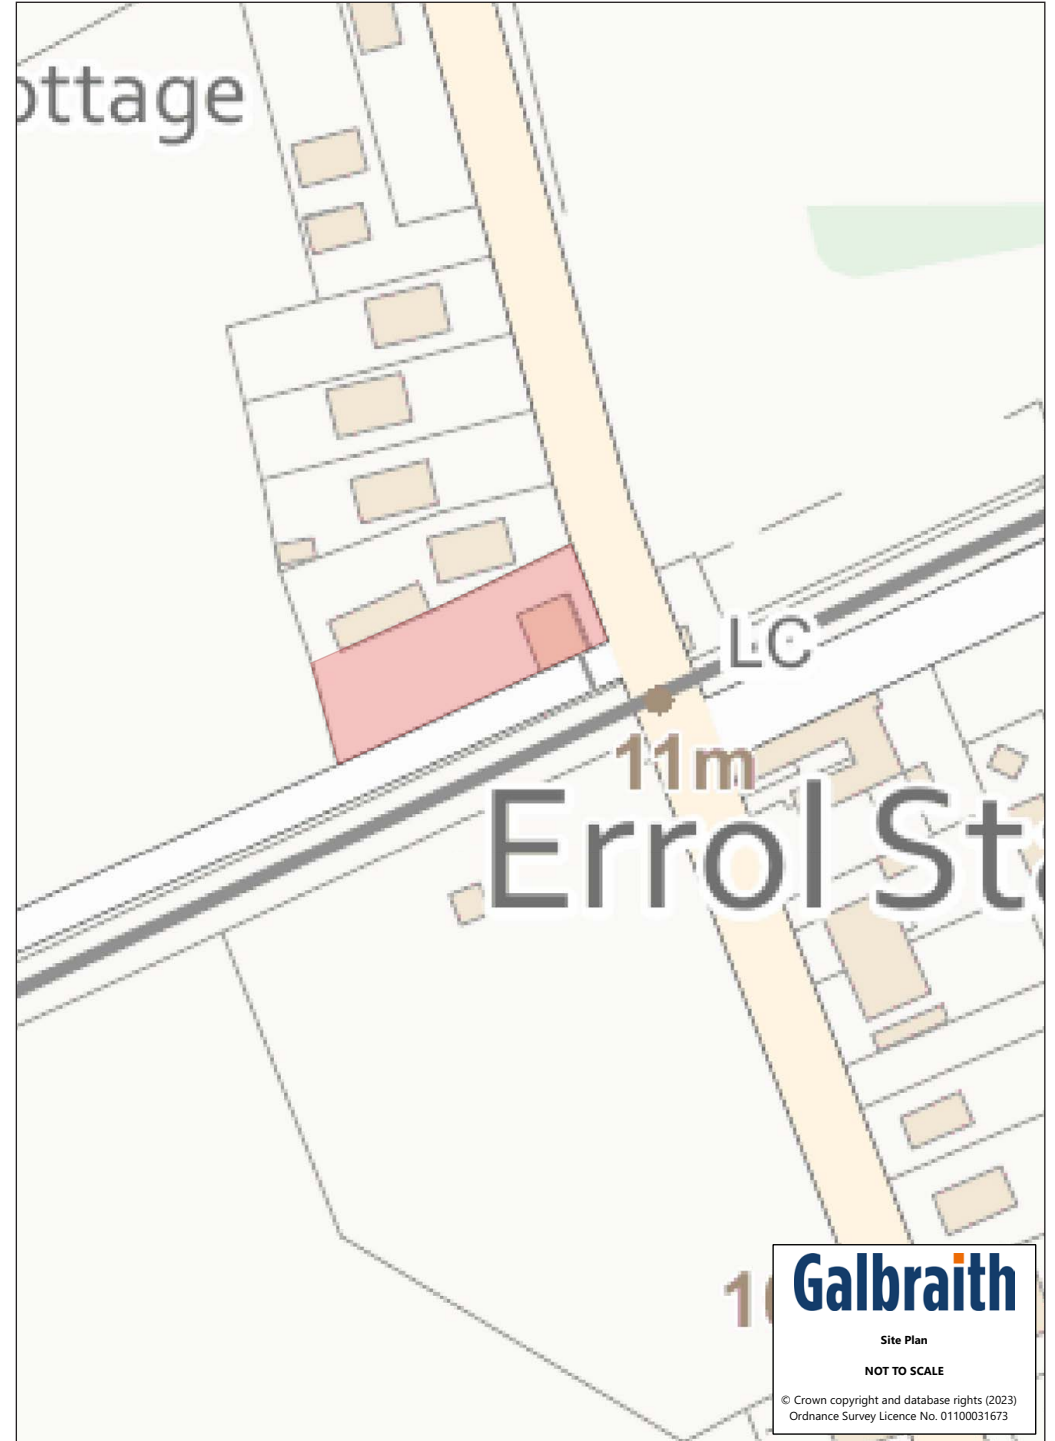 ottage
LC
11m
Errol Sta
Galbraith
Site Plan
NOT TO SCALE
© Crown copyright and database rights (2023)
Ordnance Survey Licence No. 01100031673